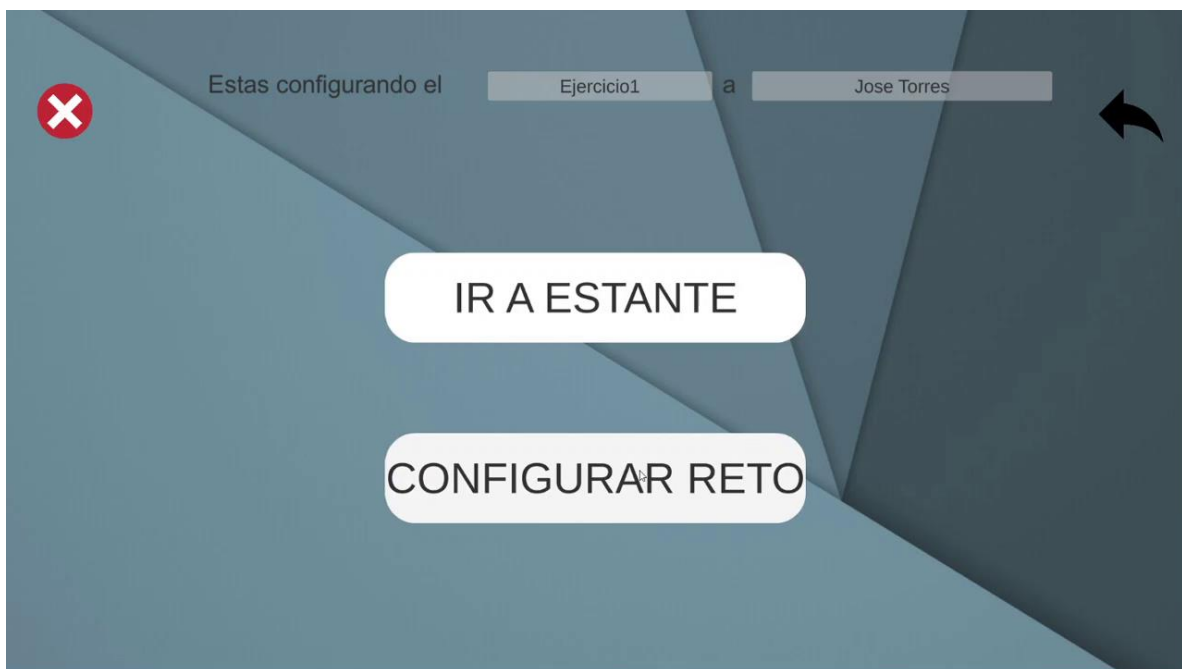 Estas configurando el Ejercicio1 a Jose Torres
IR A ESTANTE
CONFIGURAR RETO